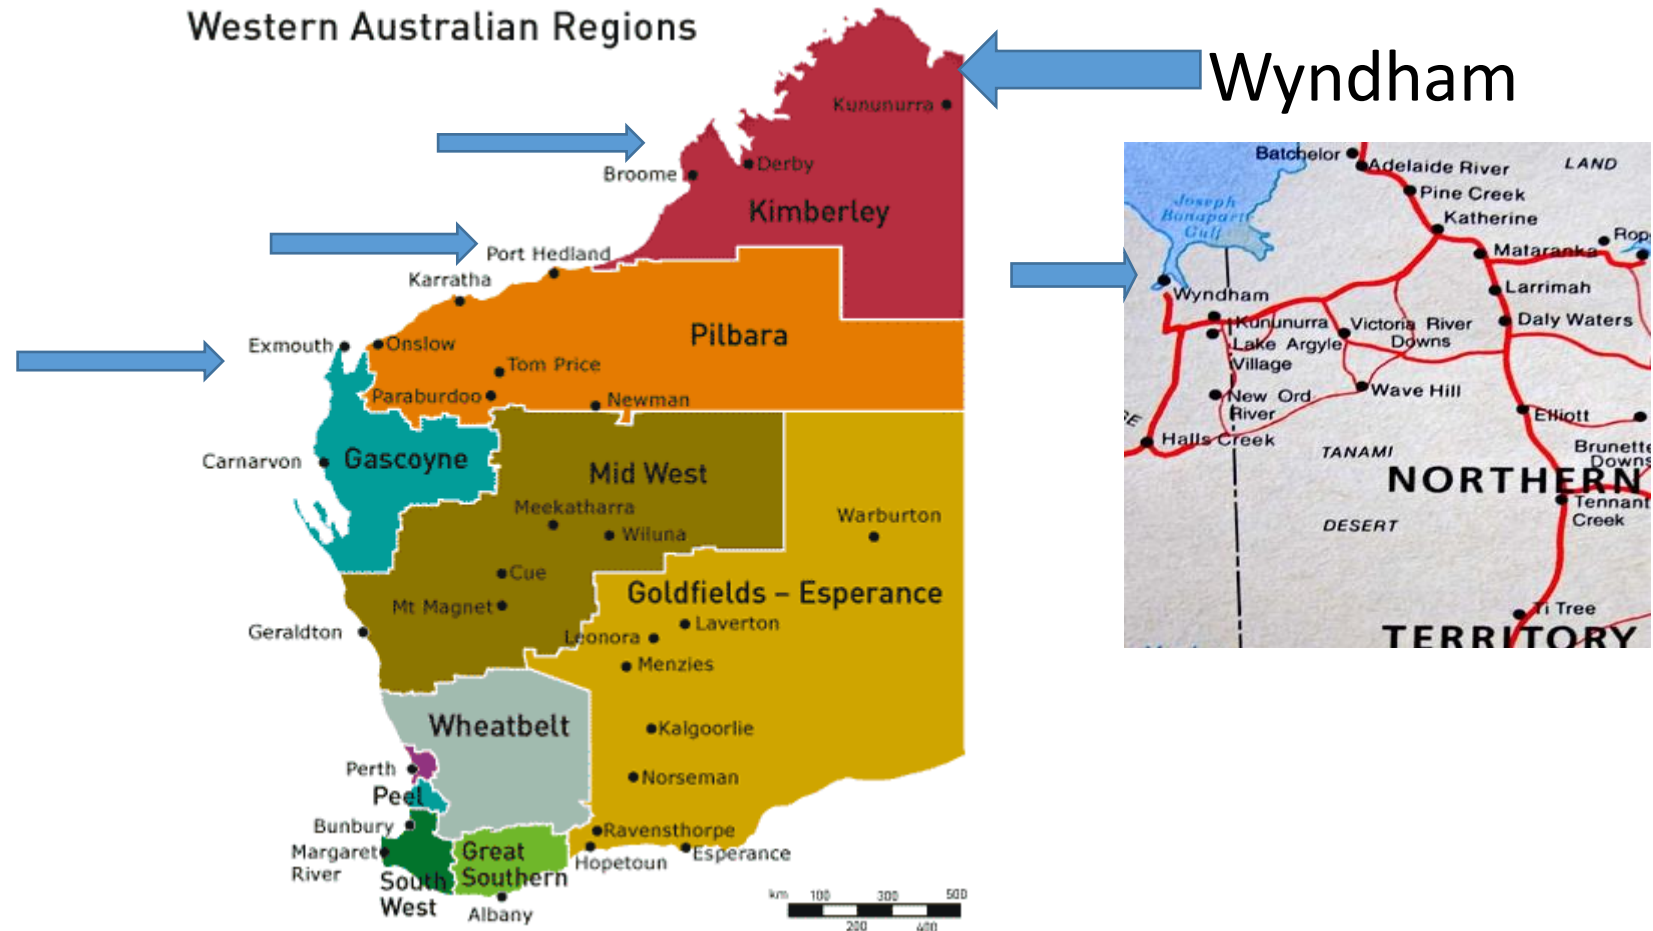 Western Australian Regions
Wyndham
Kununurra
Broome
Derby
Kimberley
Port Hedland
Karratha
Exmouth
Onslow
Pilbara
Tom Price
Paraburdoo
Newman
Carnarvon
Gascoyne
Mid West
Meekatharra
Wiluna
Warburton
Cue
Mt Magnet
Goldfields – Esperance
Geraldton
Leonora
Laverton
Menzies
Wheatbelt
Kalgoorlie
Perth
Norseman
Peel
Bunbury
Ravensthorpe
Margaret
River
Great
Southern
Hopetoun
Esperance
South
West
Albany
km 100 300 500
200 400
Batchelor
Adelaide River
LAND
Pine Creek
Joseph
Bonaparte
Gulf
Katherine
Rop
Mataranka
Wyndham
Larrimah
Kununurra
Victoria River
Downs
Daly Waters
Lake Argyle
Village
Wave Hill
New Ord
River
Elliott
Halls Creek
TANAMI
Brunette
Downs
NORTHERN
Tennant
Creek
DESERT
Ti Tree
TERRITORY